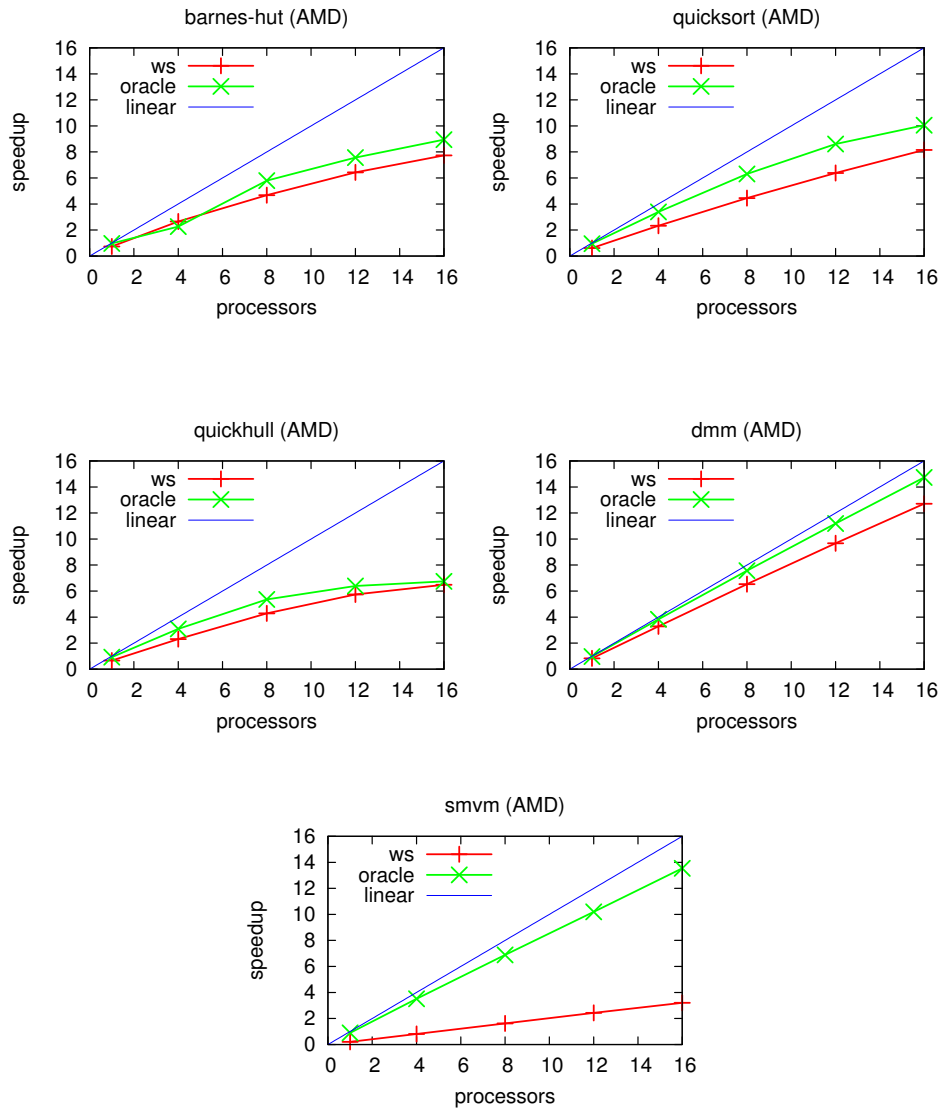 barnes-hut (AMD)
16
14
12
10
8
6
4
2
0
speedup
ws
oracle
linear
0 2 4 6 8 10 12 14 16
processors
quicksort (AMD)
16
14
12
10
8
6
4
2
0
speedup
ws
oracle
linear
0 2 4 6 8 10 12 14 16
processors
quickhull (AMD)
16
14
12
10
8
6
4
2
0
speedup
ws
oracle
linear
0 2 4 6 8 10 12 14 16
processors
dmm (AMD)
16
14
12
10
8
6
4
2
0
speedup
ws
oracle
linear
0 2 4 6 8 10 12 14 16
processors
smvm (AMD)
16
14
12
10
8
6
4
2
0
speedup
ws
oracle
linear
0 2 4 6 8 10 12 14 16
processors